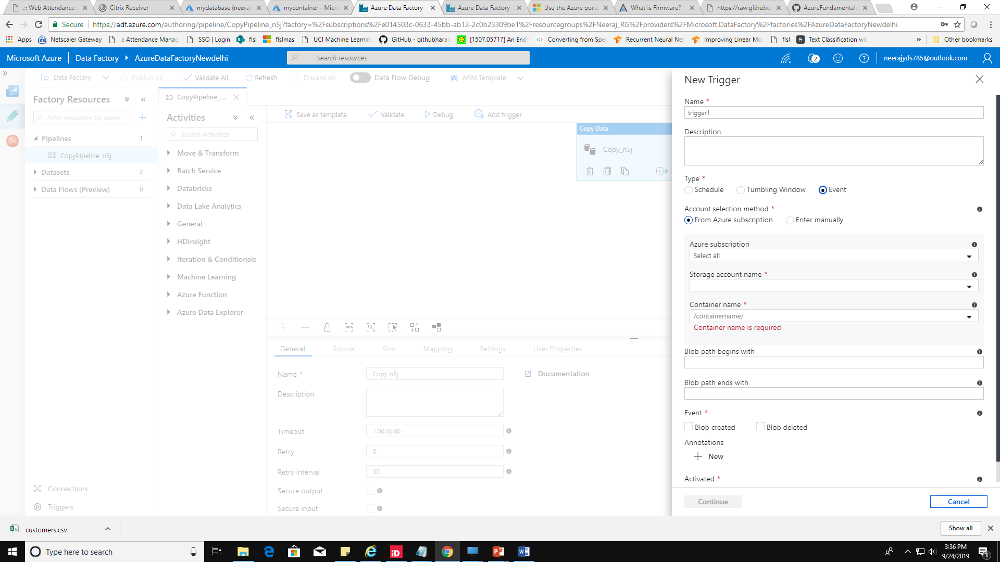 .:: Web Attendance C
Citrix Receiver
mydatabase (neeraj
mycontainer - Micro
Azure Data Factory
Azure Data Factory
Use the Azure porta
What is Firmware? -
https://raw.githubu
AzureFundamentals
Secure
https://adf.azure.com/authoring/pipeline/CopyPipeline_n5j?factory=%2Fsubscriptions%2Fe014503c-0633-45bb-ab12-2c0b23309be1%2Fresourcegroups%2FNeeraj_RG%2Fproviders%2FMicrosoft.DataFactory%2Ffactories%2FAzureDataFactoryNewdelhi
Apps
Netscaler Gateway
.:: Attendance Manag
SSO | Login
flsl
flslmas
UCI Machine Learning
GitHub - githubharal
[1507.05717] An End-
Converting from Spe
Recurrent Neural Net
Improving Linear Mo
flsl
Text Classification wit
»
Other bookmarks
Microsoft Azure
Data Factory
AzureDataFactoryNewdelhi
Search resources
2
neerajyds785@outlook.com
Data Factory
Publish All
Validate All
Refresh
Discard All
Data Flow Debug
ARM Template
Factory Resources
Filter resources by name
Pipelines 1
CopyPipeline_n5j
Datasets 2
Data Flows (Preview) 0
Connections
Triggers
CopyPipeline_...
Activities
Search Activities
Move & Transform
Batch Service
Databricks
Data Lake Analytics
General
HDInsight
Iteration & Conditionals
Machine Learning
Azure Function
Azure Data Explorer
Save as template
Validate
Debug
Add trigger
Copy Data
Copy_n5j
100%
General
Source
Sink
Mapping
Settings
User Properties
Name *
Copy_n5j
Documentation
Description
Timeout
7.00:00:00
Retry
0
Retry interval
30
Secure output
Secure input
New Trigger
Name *
trigger1
Description
Type *
Schedule
Tumbling Window
Event
Account selection method *
From Azure subscription
Enter manually
Azure subscription
Select all
Storage account name *
Container name *
/containername/
Container name is required
Blob path begins with
Blob path ends with
Event *
Blob created
Blob deleted
Annotations
New
Activated *
Continue
Cancel
customers.csv
Show all
Type here to search
iD
3:36 PM
9/24/2019
1